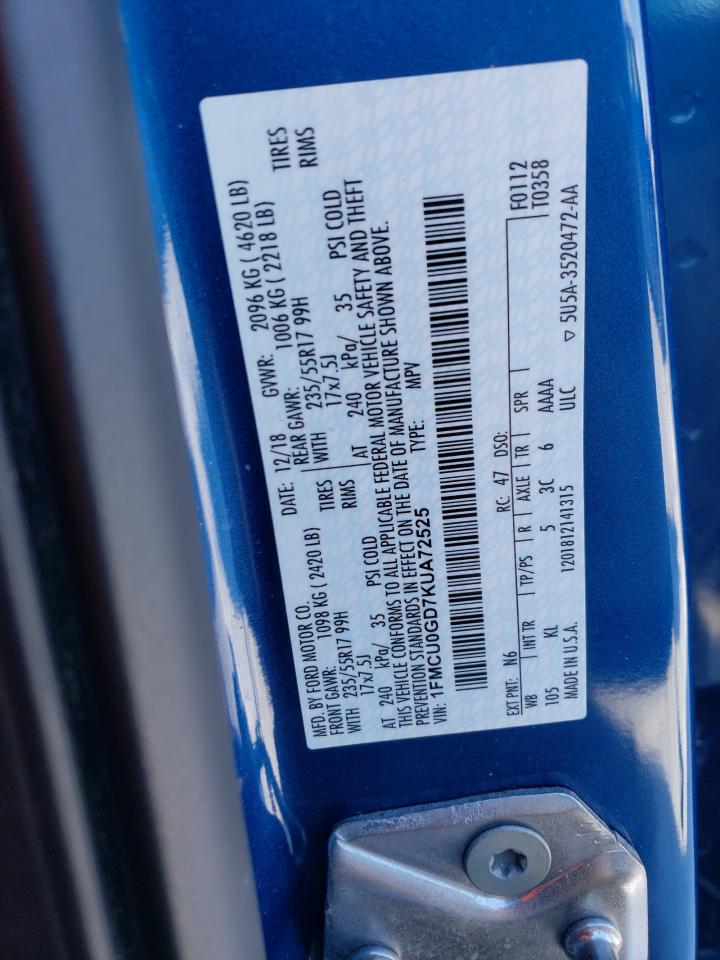 MFD. BY FORD MOTOR CO. DATE: 12/18 GVWR: 2096 KG ( 4620 LB)
FRONT GAWR: 1098 KG ( 2420 LB) REAR GAWR: 1006 KG ( 2218 LB)
WITH 235/55R17 99H TIRES WITH 235/55R17 99H TIRES
17x7.5J RIMS 17x7.5J RIMS
AT 240 kPa/ 35 PSI COLD AT 240 kPa/ 35 PSI COLD
THIS VEHICLE CONFORMS TO ALL APPLICABLE FEDERAL MOTOR VEHICLE SAFETY AND THEFT
PREVENTION STANDARDS IN EFFECT ON THE DATE OF MANUFACTURE SHOWN ABOVE.
VIN: 1FMCU0GD7KUA72525 TYPE: MPV
EXT PNT: N6 RC: 47 DSO: F0112
WB INT TR TP/PS R AXLE TR SPR T0358
105 KL 5 3C 6 AAAA
MADE IN U.S.A. 1201812141315 ULC ▽ 5U5A-3520472-AA